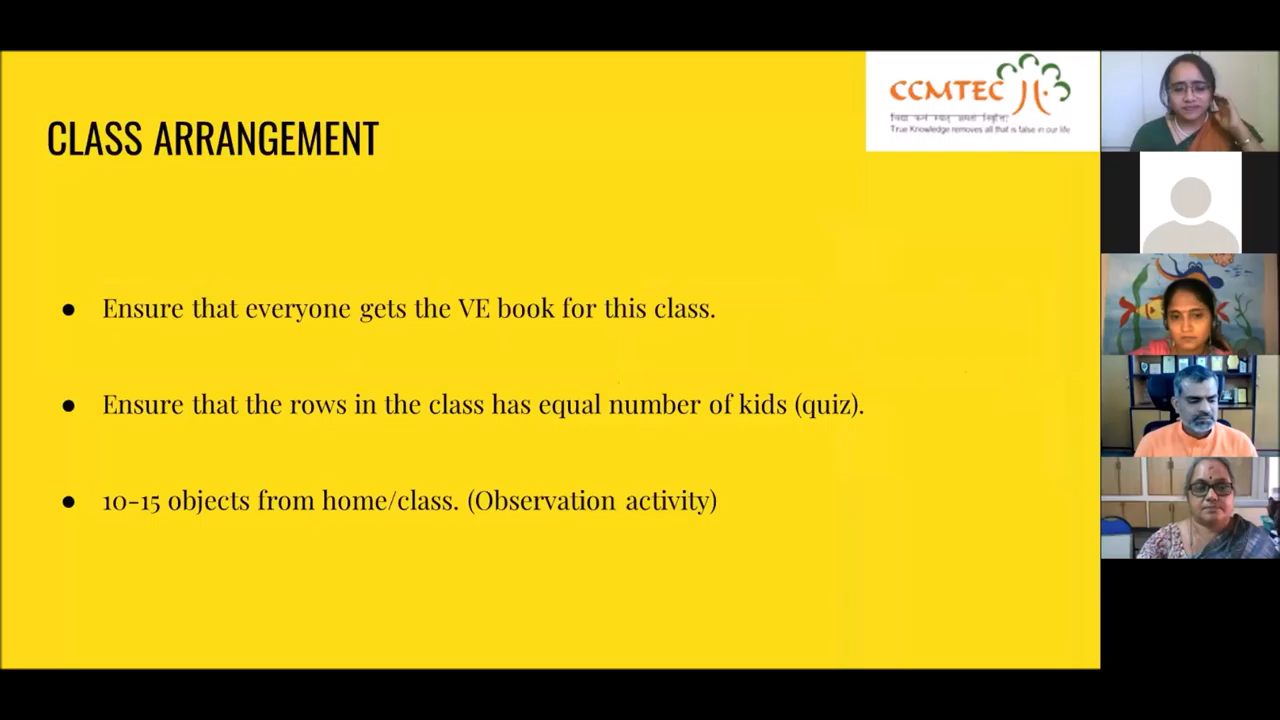 CCMTEC
True Knowledge removes all that is false in our life
CLASS ARRANGEMENT
● Ensure that everyone gets the VE book for this class.
● Ensure that the rows in the class has equal number of kids (quiz).
● 10-15 objects from home/class. (Observation activity)